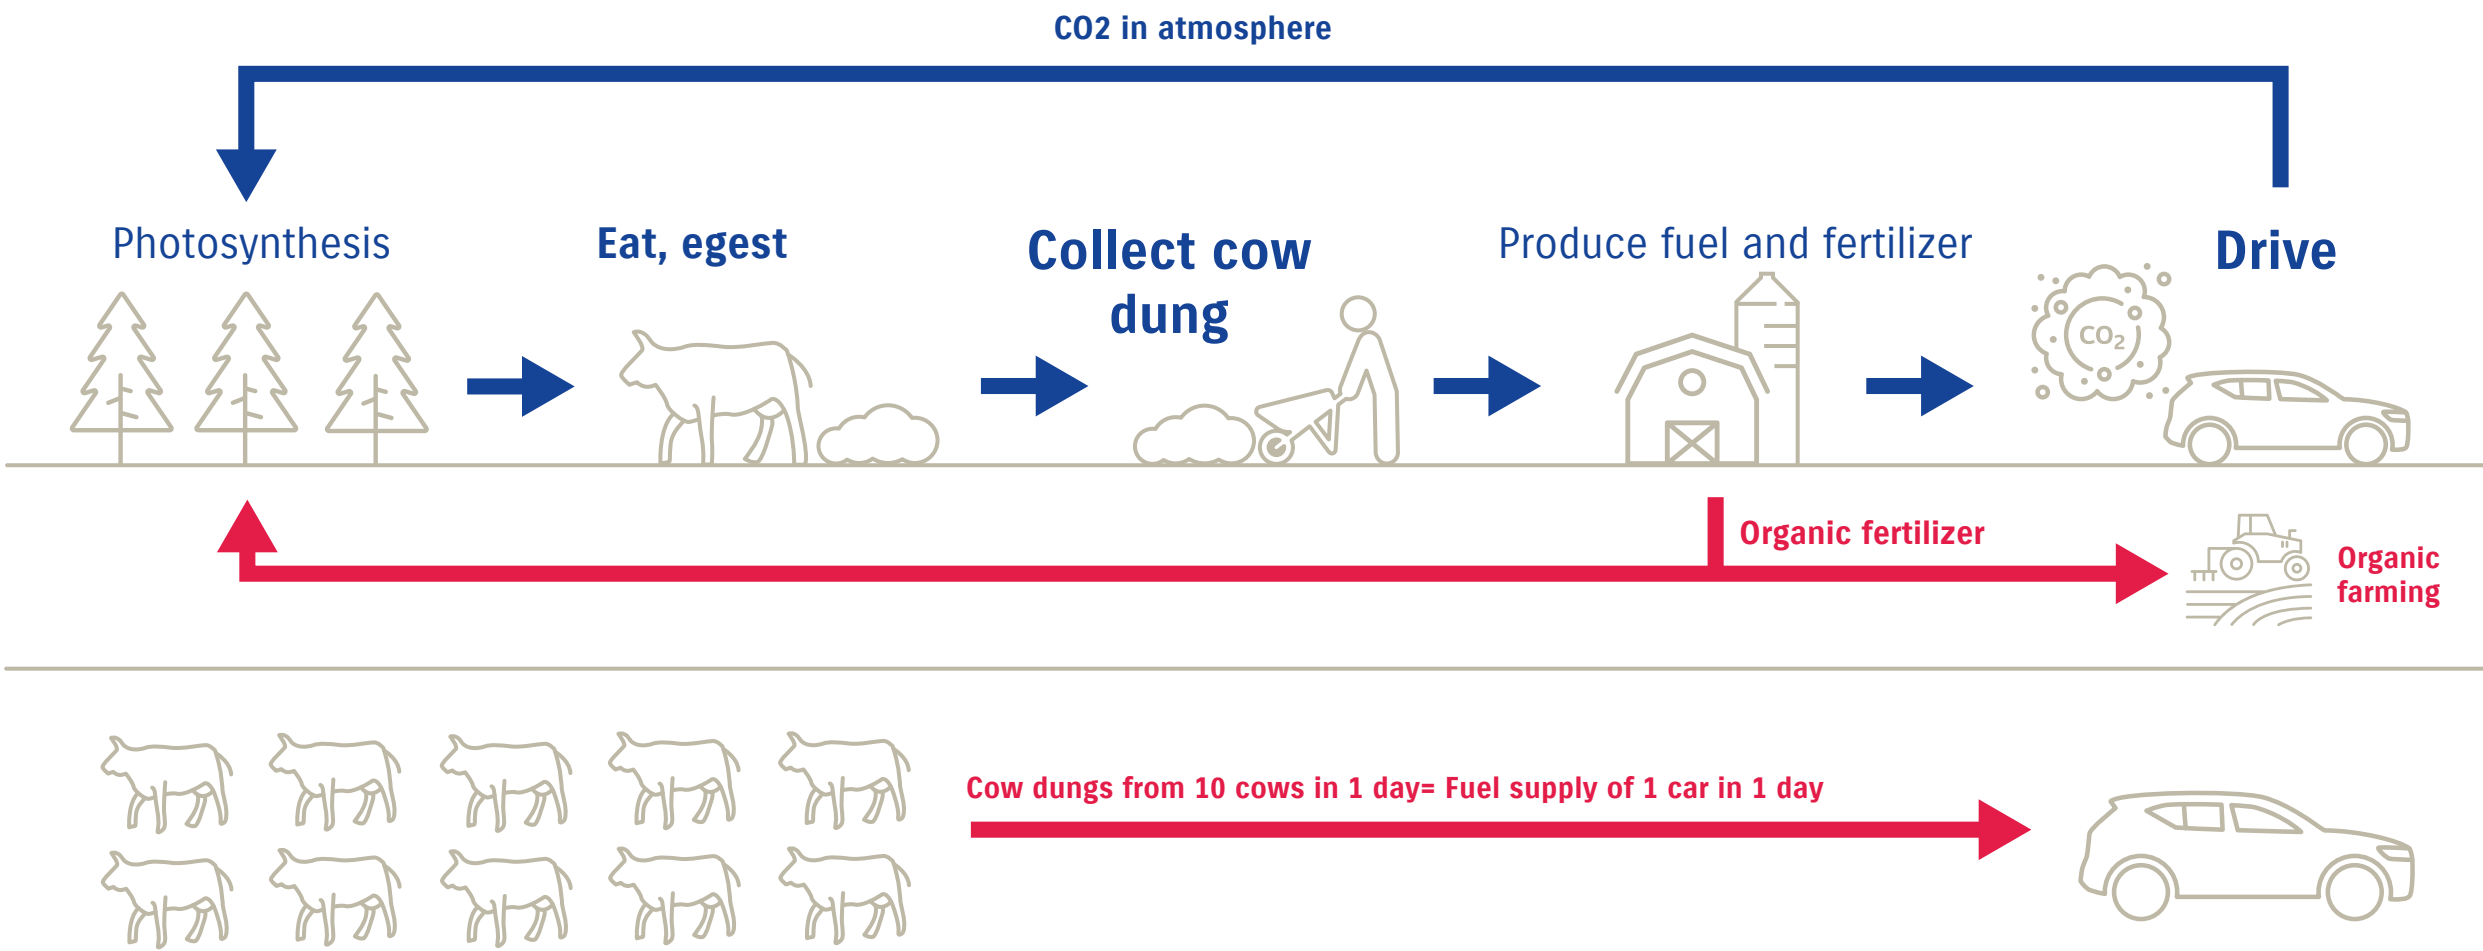 CO2 in atmosphere
Photosynthesis
Eat, egest
Collect cow
dung
Produce fuel and fertilizer
Drive
CO₂
Organic fertilizer
Organic
farming
Cow dungs from 10 cows in 1 day= Fuel supply of 1 car in 1 day